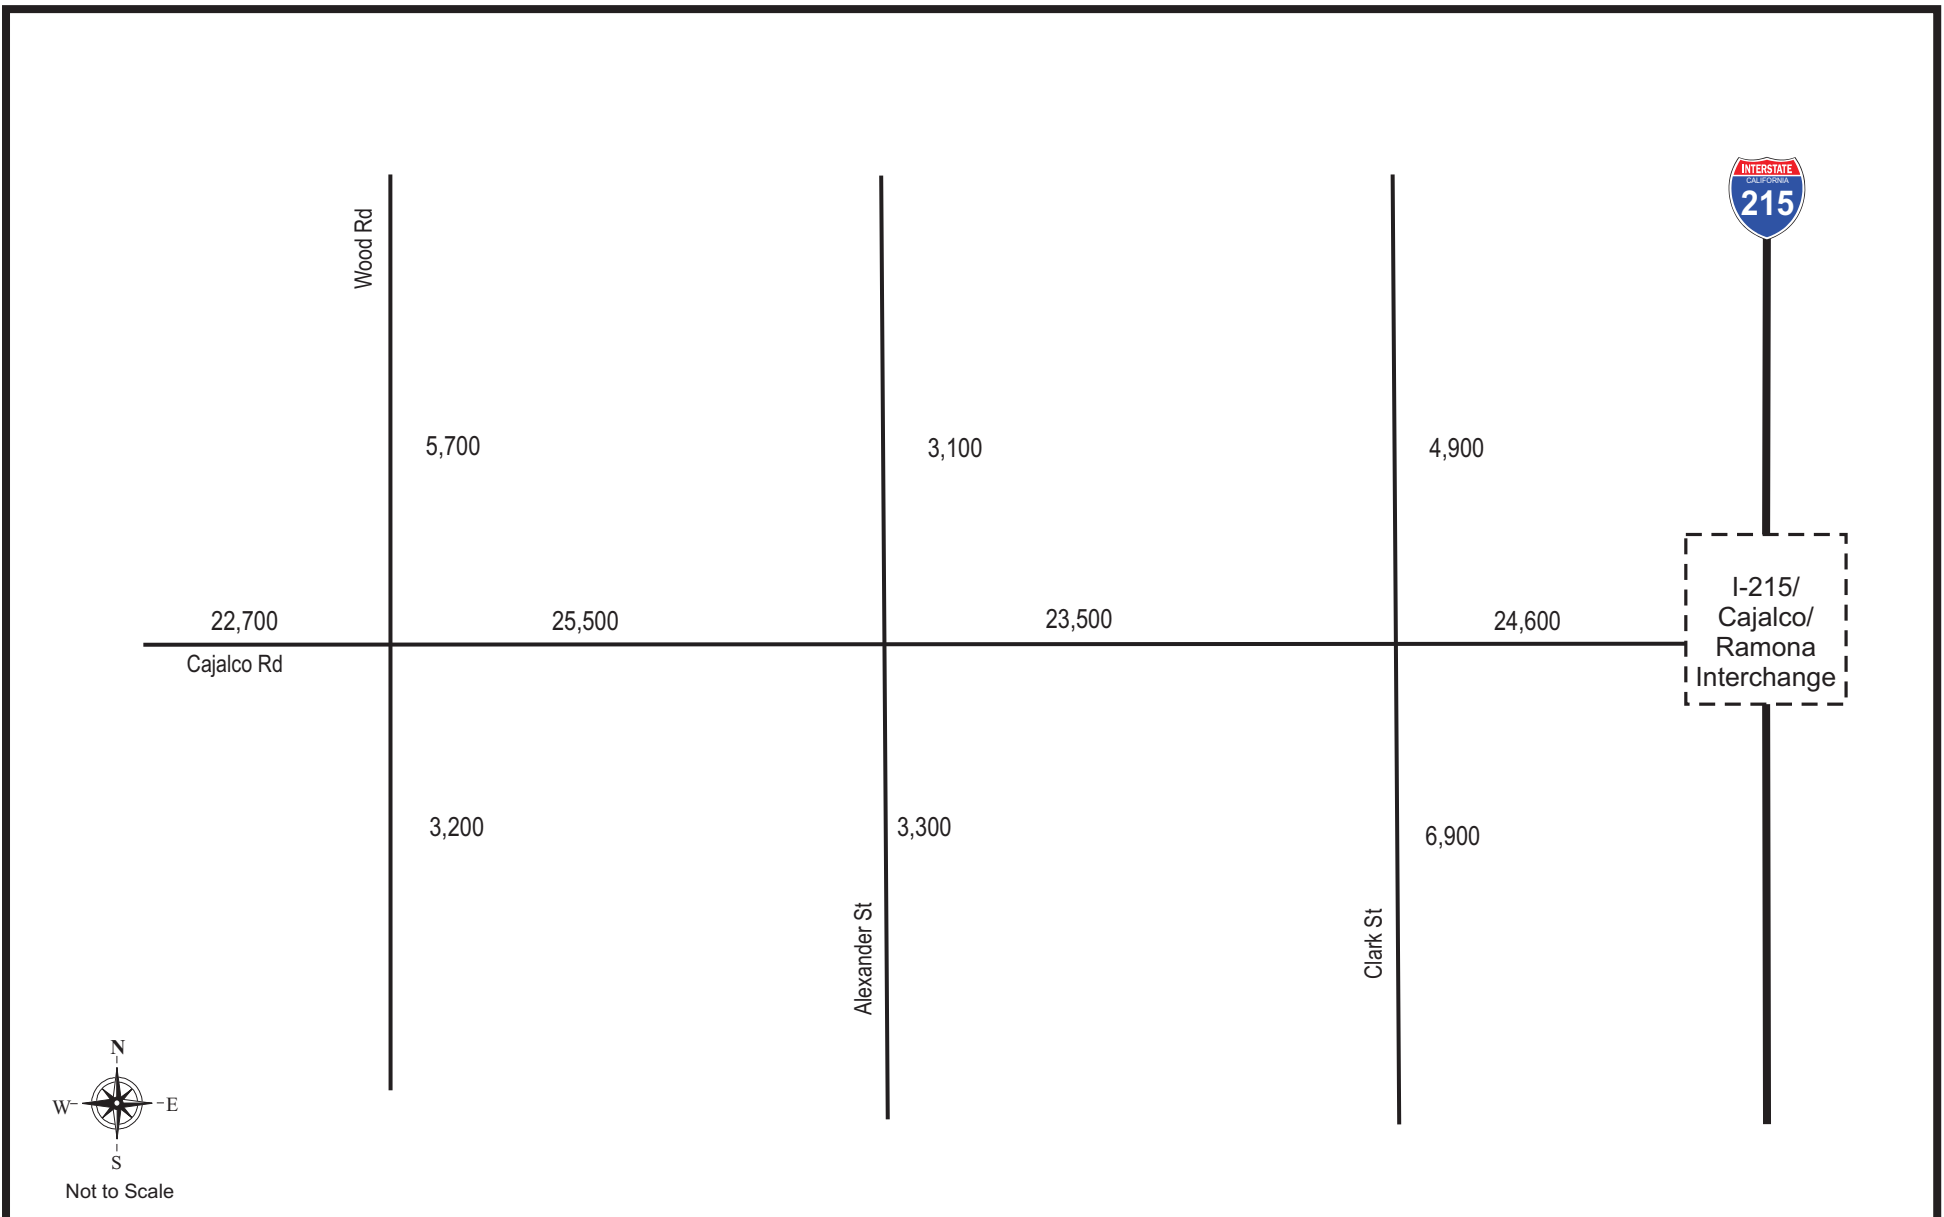 INTERSTATE
CALIFORNIA
215
Wood Rd
5,700
3,100
4,900
22,700
25,500
23,500
24,600
Cajalco Rd
I-215/
Cajalco/
Ramona
Interchange
3,200
3,300
6,900
Alexander St
Clark St
N
W
E
S
Not to Scale